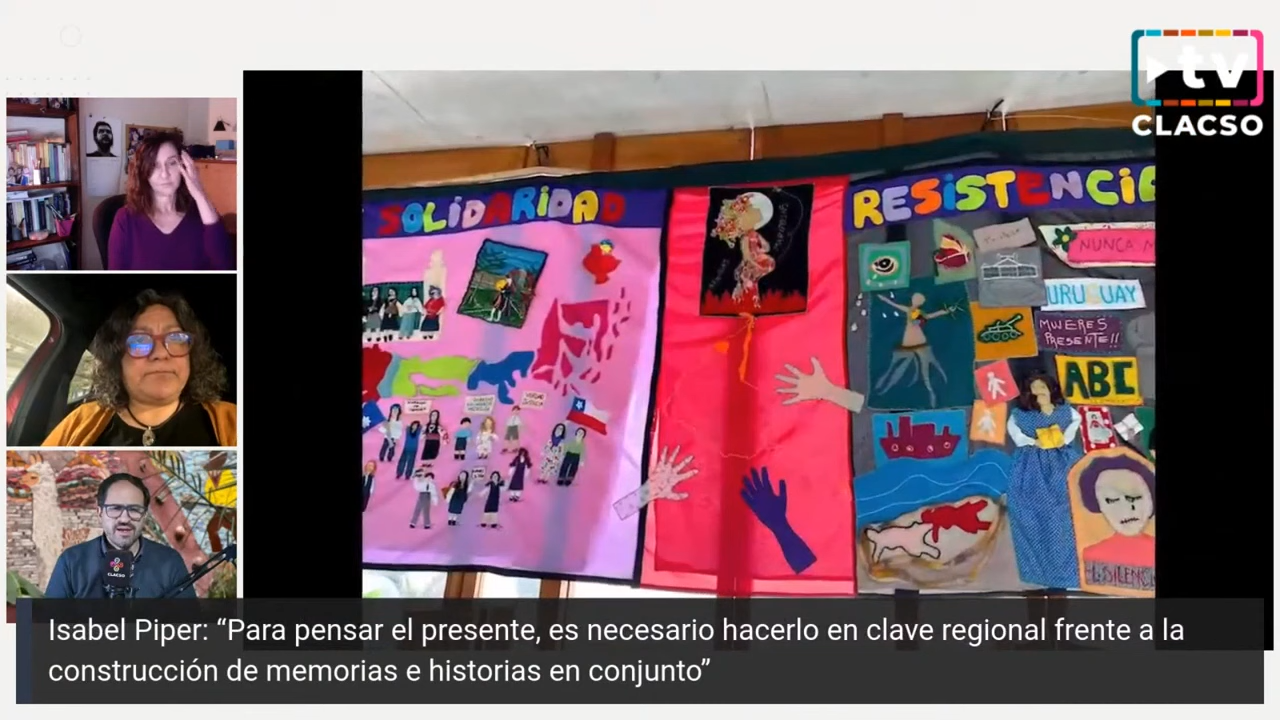 tv
CLACSO
SOLIDARIDAD
RESISTENCIA
NUNCA M
URUGUAY
MUJERES
PRESENTE!!
ABC
CLACSO
Isabel Piper: “Para pensar el presente, es necesario hacerlo en clave regional frente a la
construcción de memorias e historias en conjunto”